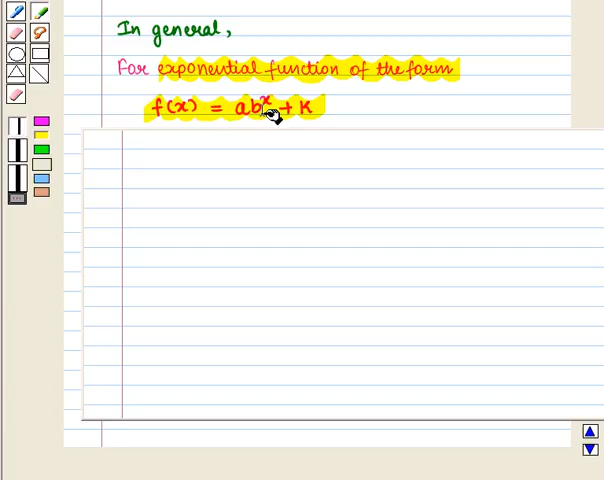 In general,
For exponential function of the form
f(x) = ab^x + k